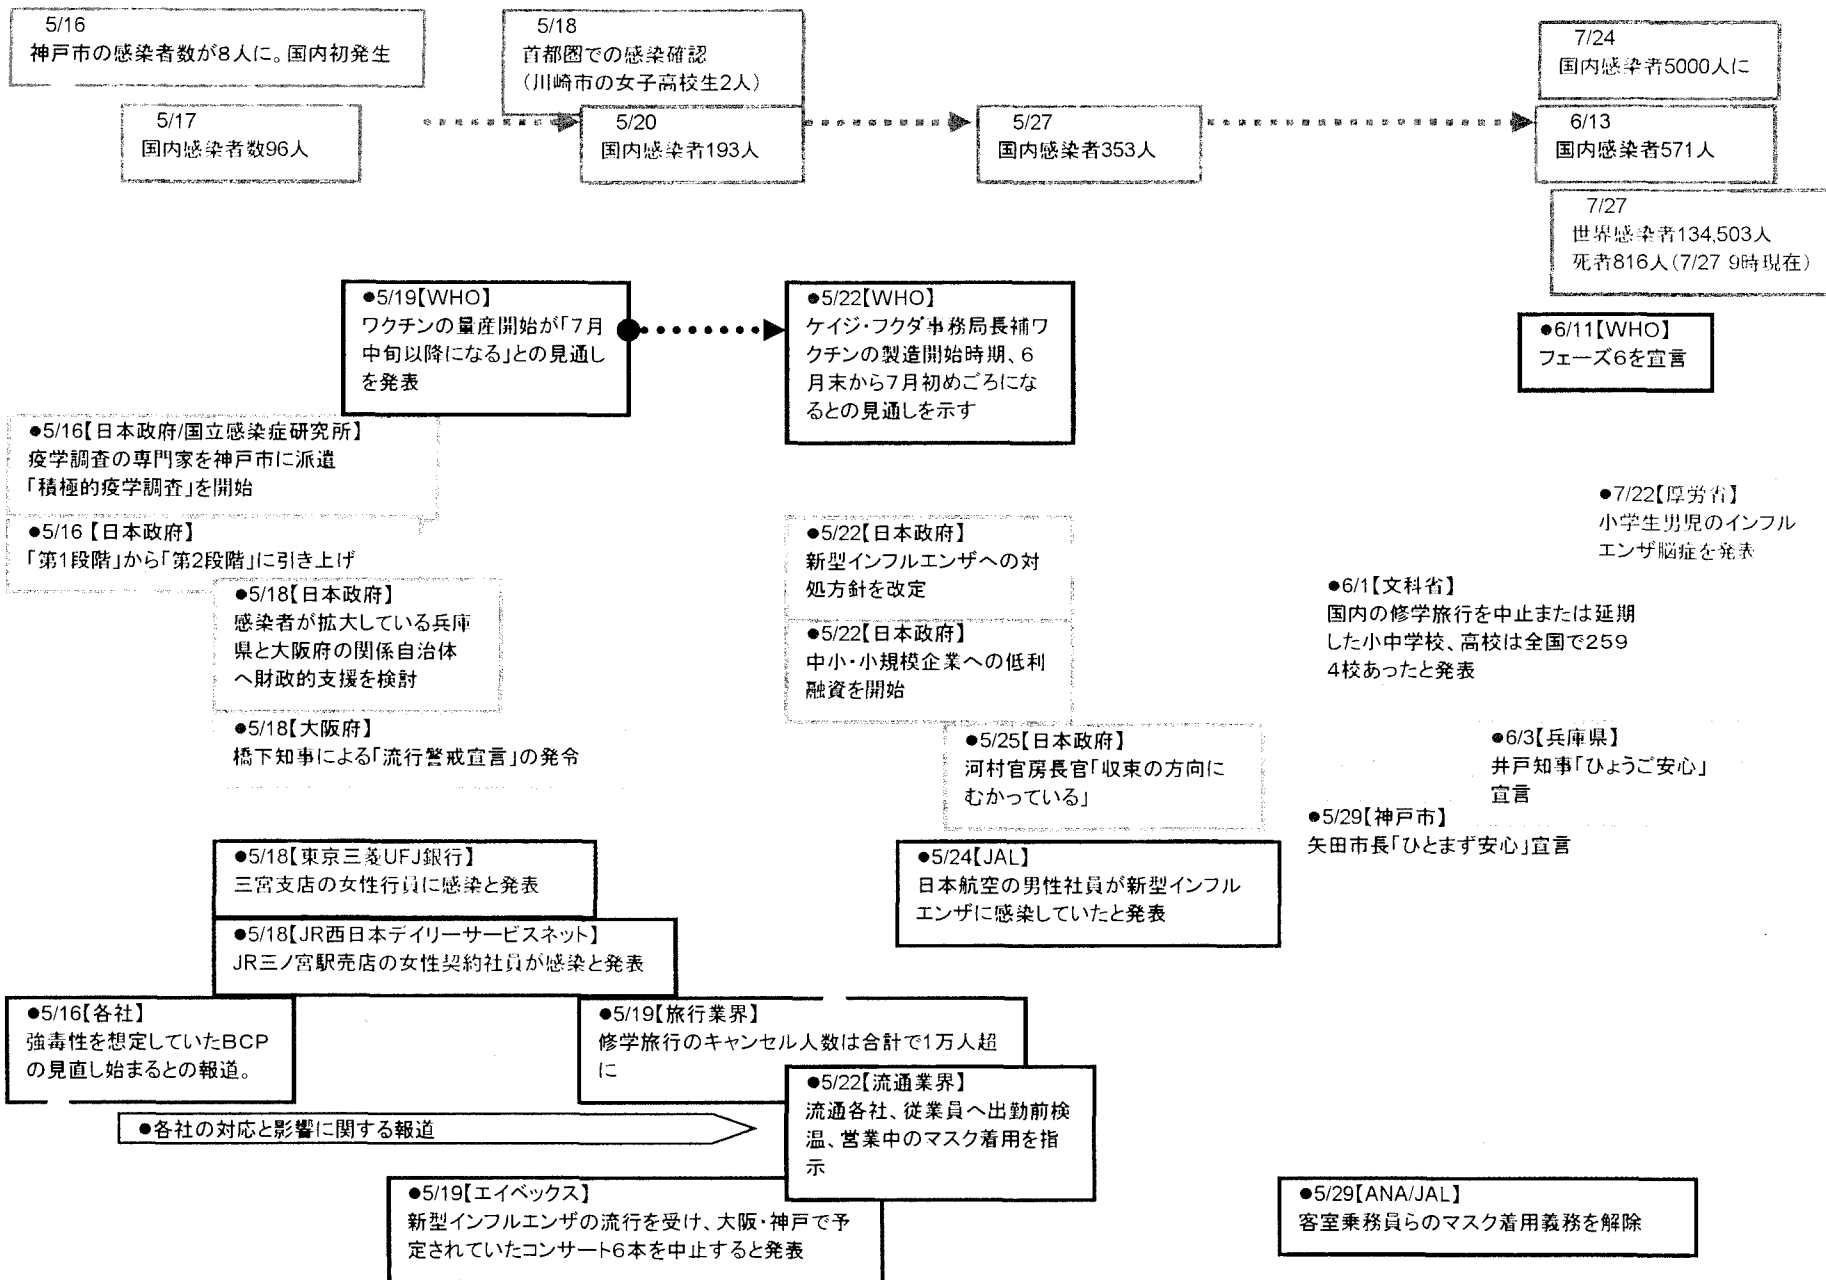 5/16
神戸市の感染者数が8人に。国内初発生
5/18
首都圏での感染確認
（川崎市の女子高校生2人）
7/24
国内感染者5000人に
5/17
国内感染者数96人
5/20
国内感染者193人
5/27
国内感染者353人
6/13
国内感染者571人
7/27
世界感染者134,503人
死者816人（7/27 9時現在）
●5/19【WHO】
ワクチンの量産開始が「7月
中旬以降になる」との見通し
を発表
●5/22【WHO】
ケイジ・フクダ事務局長補ワ
クチンの製造開始時期、6
月末から7月初めごろにな
るとの見通しを示す
●6/11【WHO】
フェーズ6を宣言
●5/16【日本政府/国立感染症研究所】
疫学調査の専門家を神戸市に派遣
「積極的疫学調査」を開始
●5/16 【日本政府】
「第1段階」から「第2段階」に引き上げ
●5/22【日本政府】
新型インフルエンザへの対
処方針を改定
●7/22【厚労省】
小学生男児のインフル
エンザ脳症を発表
●5/18【日本政府】
感染者が拡大している兵庫
県と大阪府の関係自治体
へ財政的支援を検討
●5/22【日本政府】
中小・小規模企業への低利
融資を開始
●6/1【文科省】
国内の修学旅行を中止または延期
した小中学校、高校は全国で259
4校あったと発表
●5/18【大阪府】
橋下知事による「流行警戒宣言」の発令
●5/25【日本政府】
河村官房長官「収束の方向に
むかっている」
●6/3【兵庫県】
井戸知事「ひょうご安心」
宣言
●5/29【神戸市】
矢田市長「ひとまず安心」宣言
●5/18【東京三菱UFJ銀行】
三宮支店の女性行員に感染と発表
●5/24【JAL】
日本航空の男性社員が新型インフル
エンザに感染していたと発表
●5/18【JR西日本デイリーサービスネット】
JR三ノ宮駅売店の女性契約社員が感染と発表
●5/16【各社】
強毒性を想定していたBCP
の見直し始まるとの報道。
●5/19【旅行業界】
修学旅行のキャンセル人数は合計で1万人超
に
●5/22【流通業界】
流通各社、従業員へ出勤前検
温、営業中のマスク着用を指
示
●各社の対応と影響に関する報道
●5/19【エイベックス】
新型インフルエンザの流行を受け、大阪・神戸で予
定されていたコンサート6本を中止すると発表
●5/29【ANA/JAL】
客室乗務員らのマスク着用義務を解除